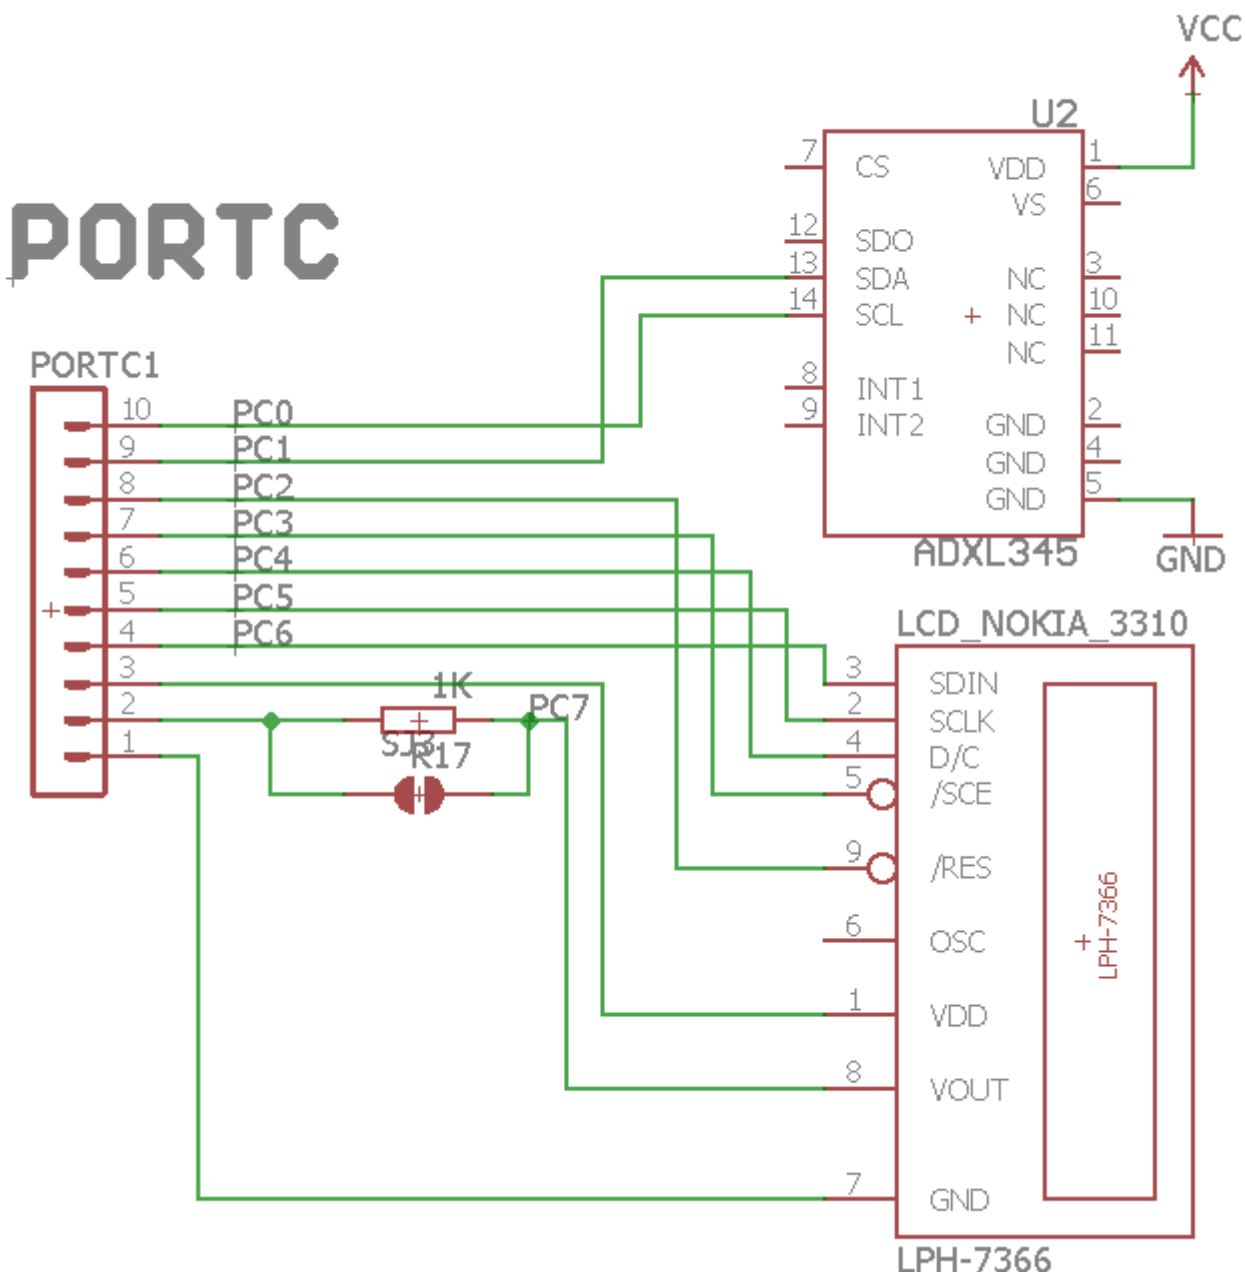 VCC
U2
7 CS VDD 1
VS 6
12 SDO
13 SDA NC 3
14 SCL NC 10
NC 11
8 INT1
9 INT2 GND 2
GND 4
GND 5
ADXL345
GND
PORTC
PORTC1
10 PC0
9 PC1
8 PC2
7 PC3
6 PC4
5 PC5
4 PC6
3
2
1
1K
PC7
SJ3
R17
LCD_NOKIA_3310
3 SDIN
2 SCLK
4 D/C
5 /SCE
9 /RES
6 OSC
1 VDD
8 VOUT
7 GND
LPH-7366
LPH-7366